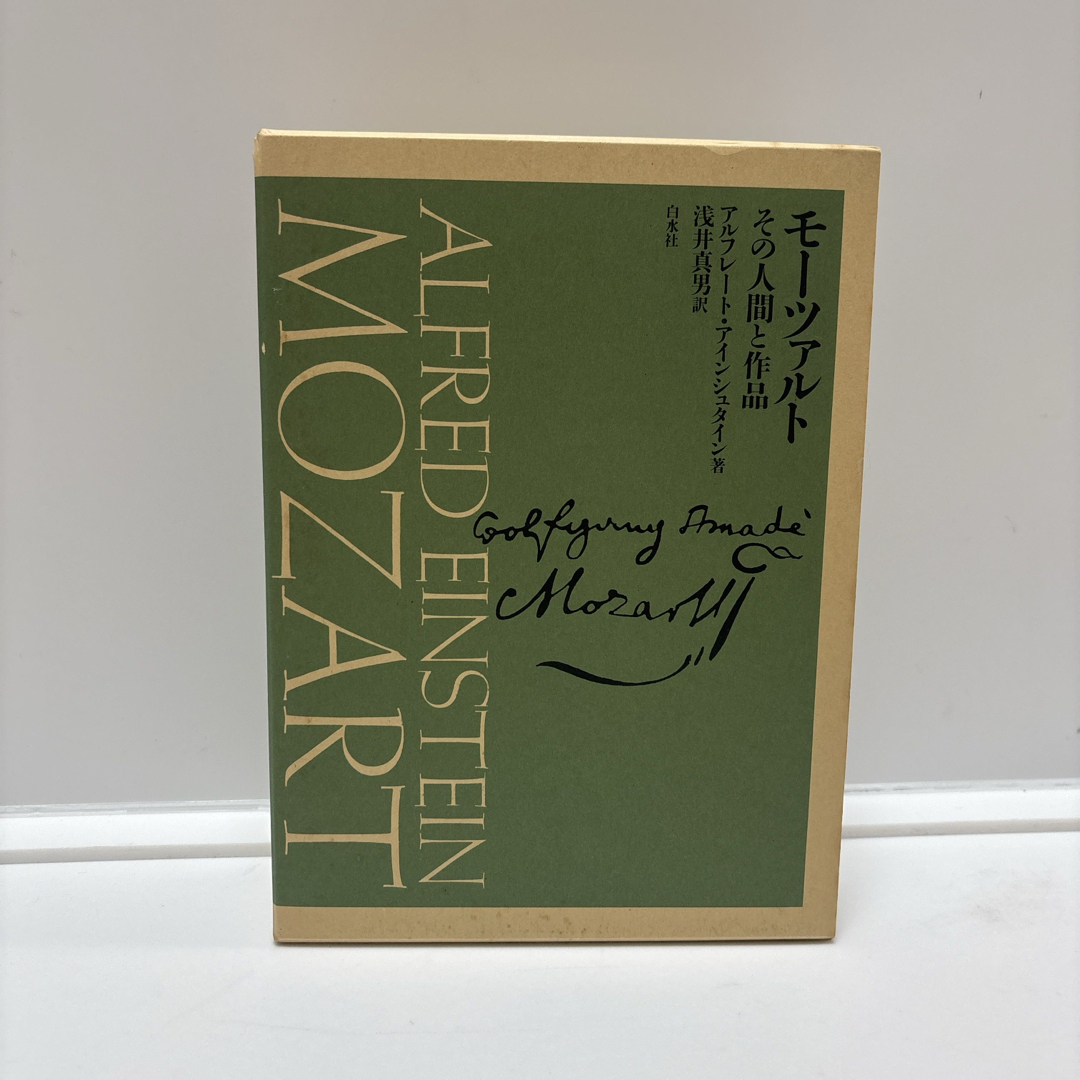 モーツァルト
その人間と作品
アルフレート・アインシュタイン著
浅井真男訳
白水社
ALFRED EINSTEIN
MOZART
Wolfgang Amadè
Mozart